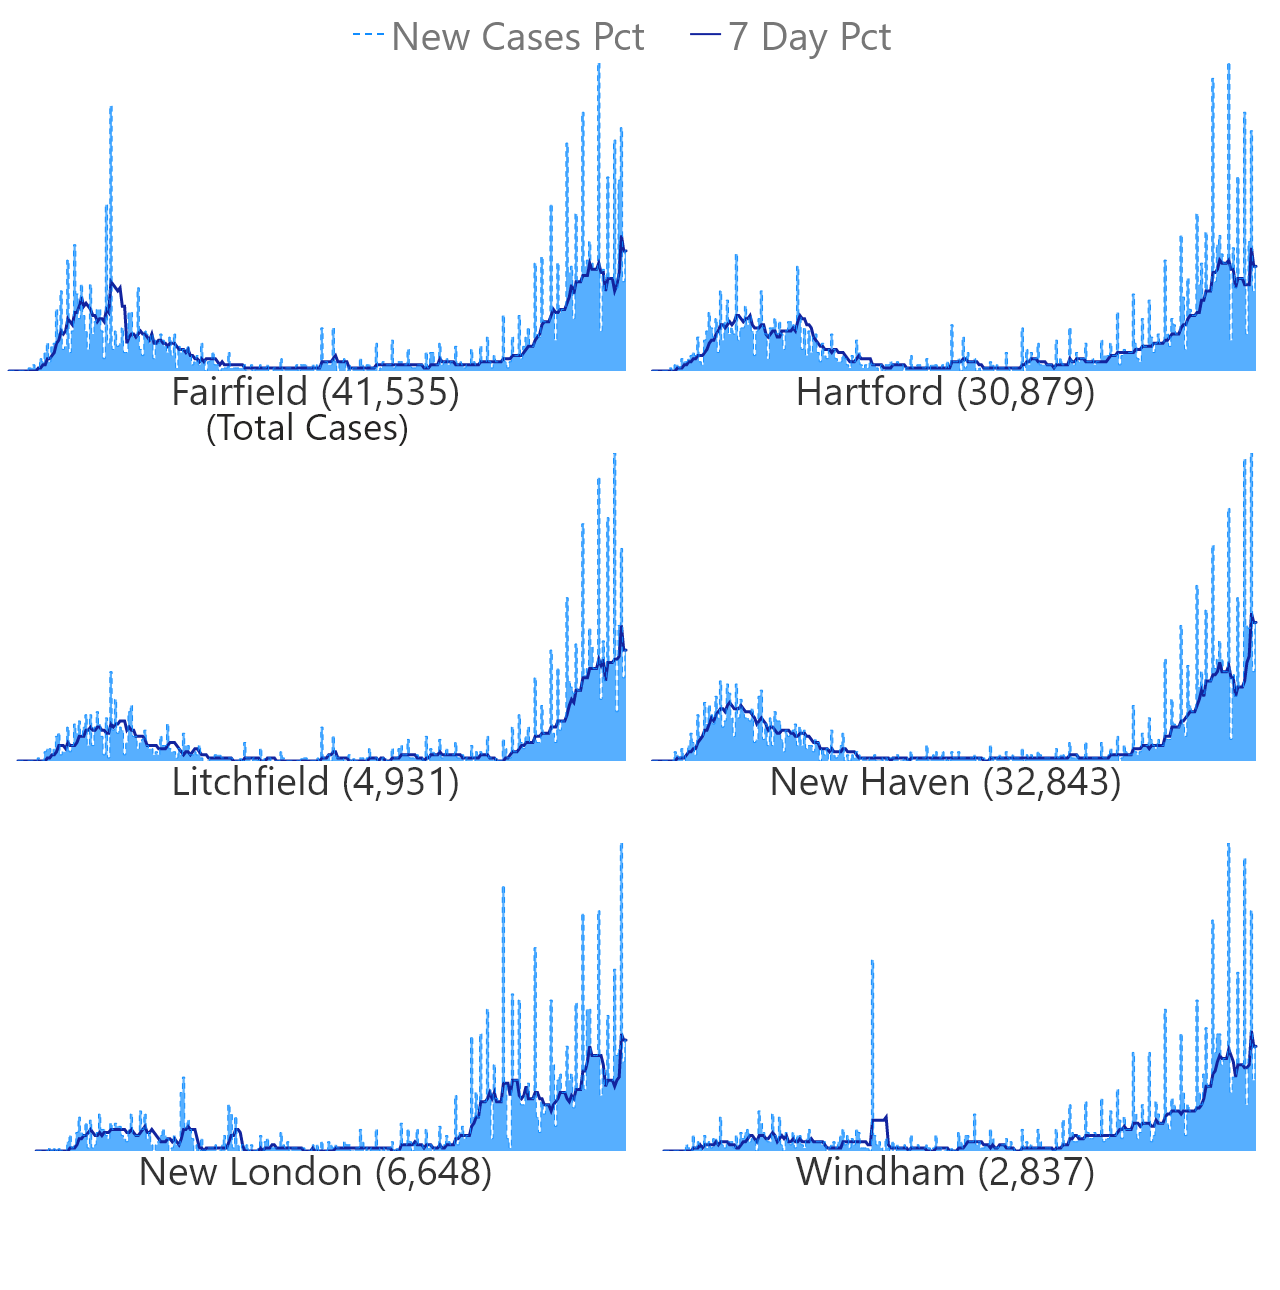 New Cases Pct 7 Day Pct
Fairfield (41,535) Hartford (30,879)
(Total Cases)
Litchfield (4,931) New Haven (32,843)
New London (6,648) Windham (2,837)